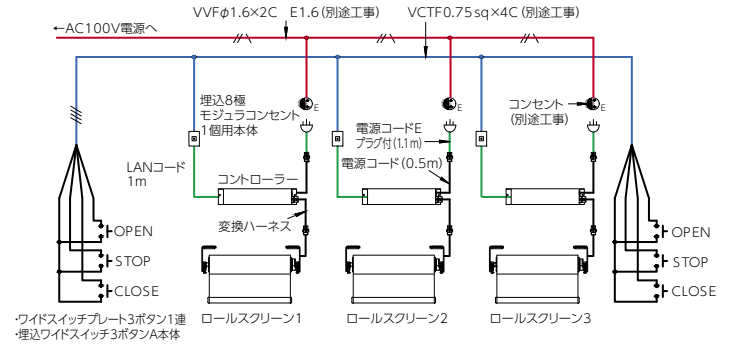 VVFφ1.6×2C E1.6(別途工事)
VCTF0.75sq×4C(別途工事)
←AC100V電源へ
E
E
E
埋込8極
モジュラコンセント
1個用本体
電源コードE
プラグ付(1.1m)
コンセント
(別途工事)
電源コード(0.5m)
LANコード
1m
コントローラー
変換ハーネス
OPEN
STOP
CLOSE
OPEN
STOP
CLOSE
ロールスクリーン1
ロールスクリーン2
ロールスクリーン3
・ワイドスイッチプレート3ボタン1連
・埋込ワイドスイッチ3ボタンA本体